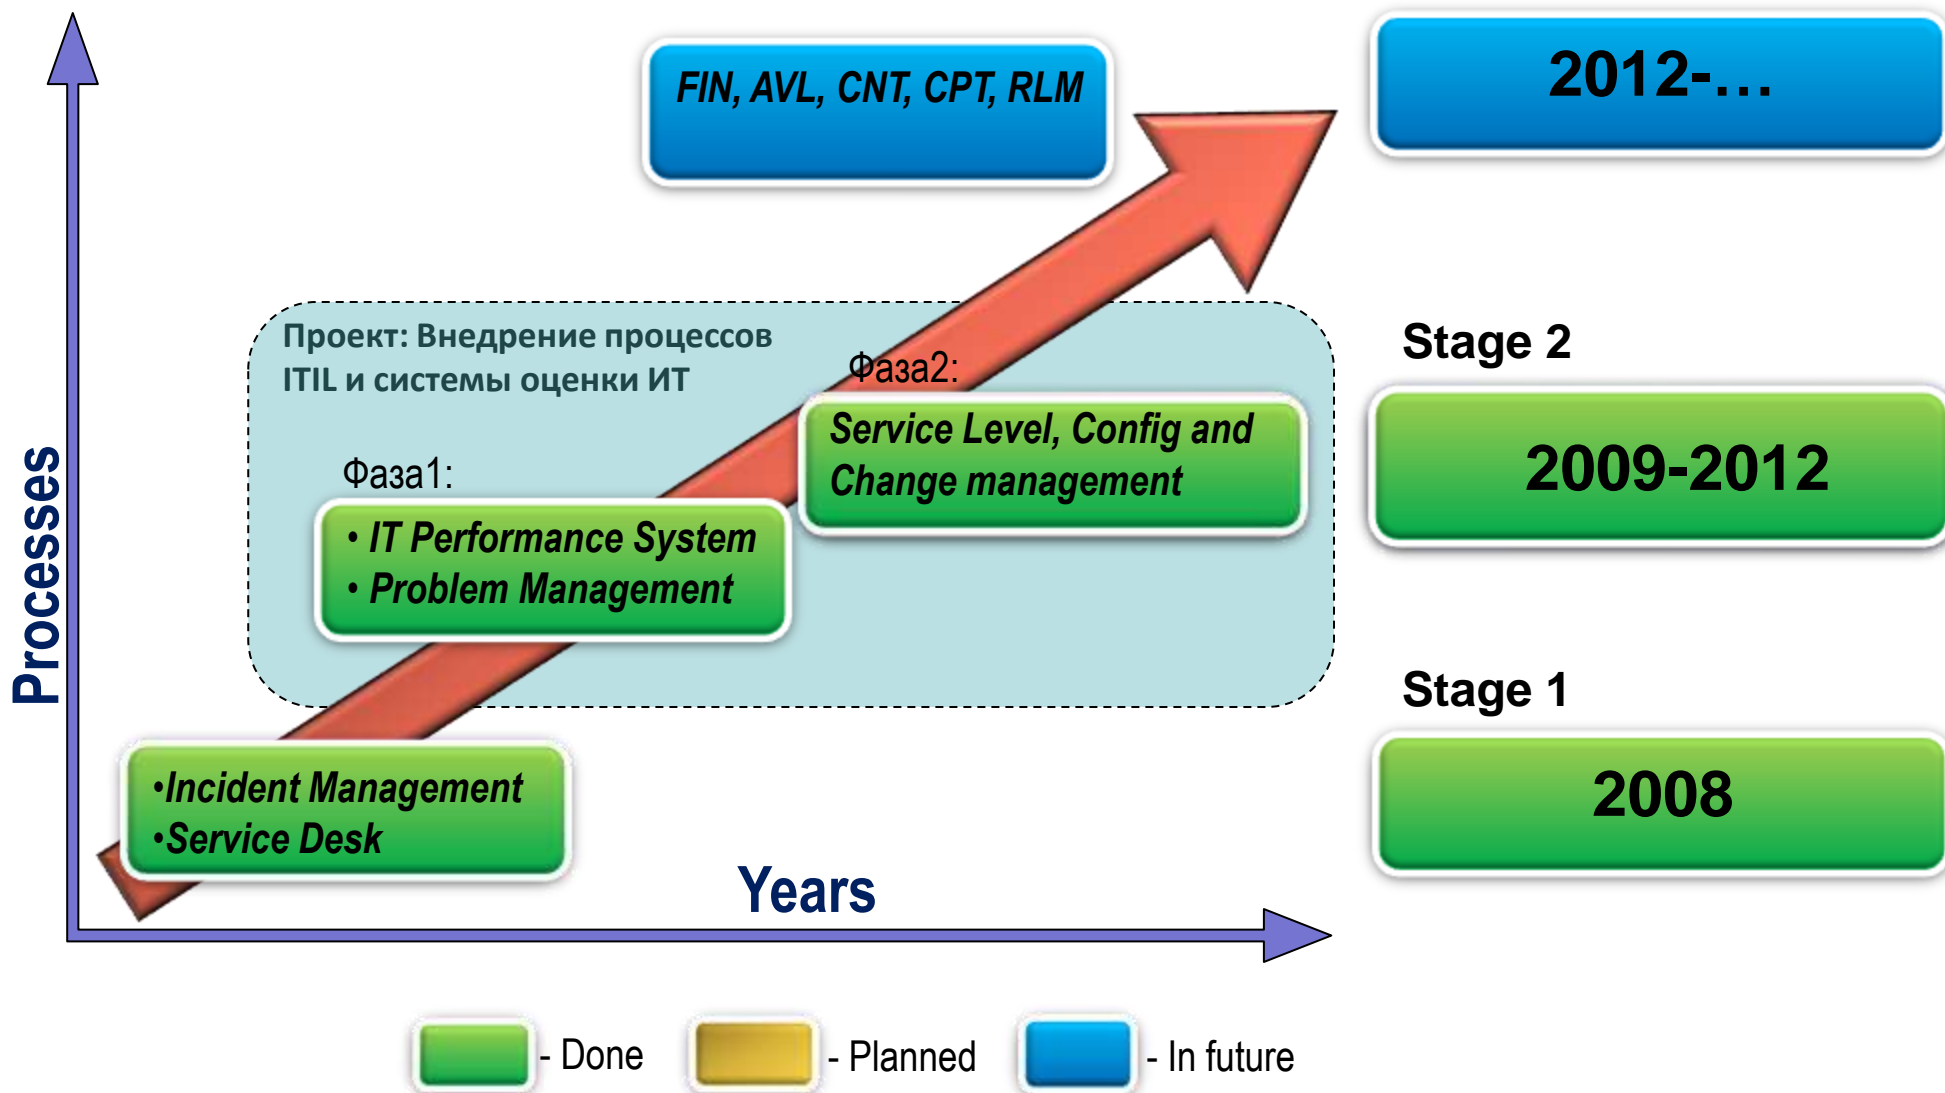 FIN, AVL, CNT, CPT, RLM
2012-...
Проект: Внедрение процессов
ITIL и системы оценки ИТ
Stage 2
Фаза2:
Service Level, Config and
Change management
2009-2012
Фаза1:
• IT Performance System
• Problem Management
Processes
Stage 1
•Incident Management
•Service Desk
2008
Years
- Done
- Planned
- In future